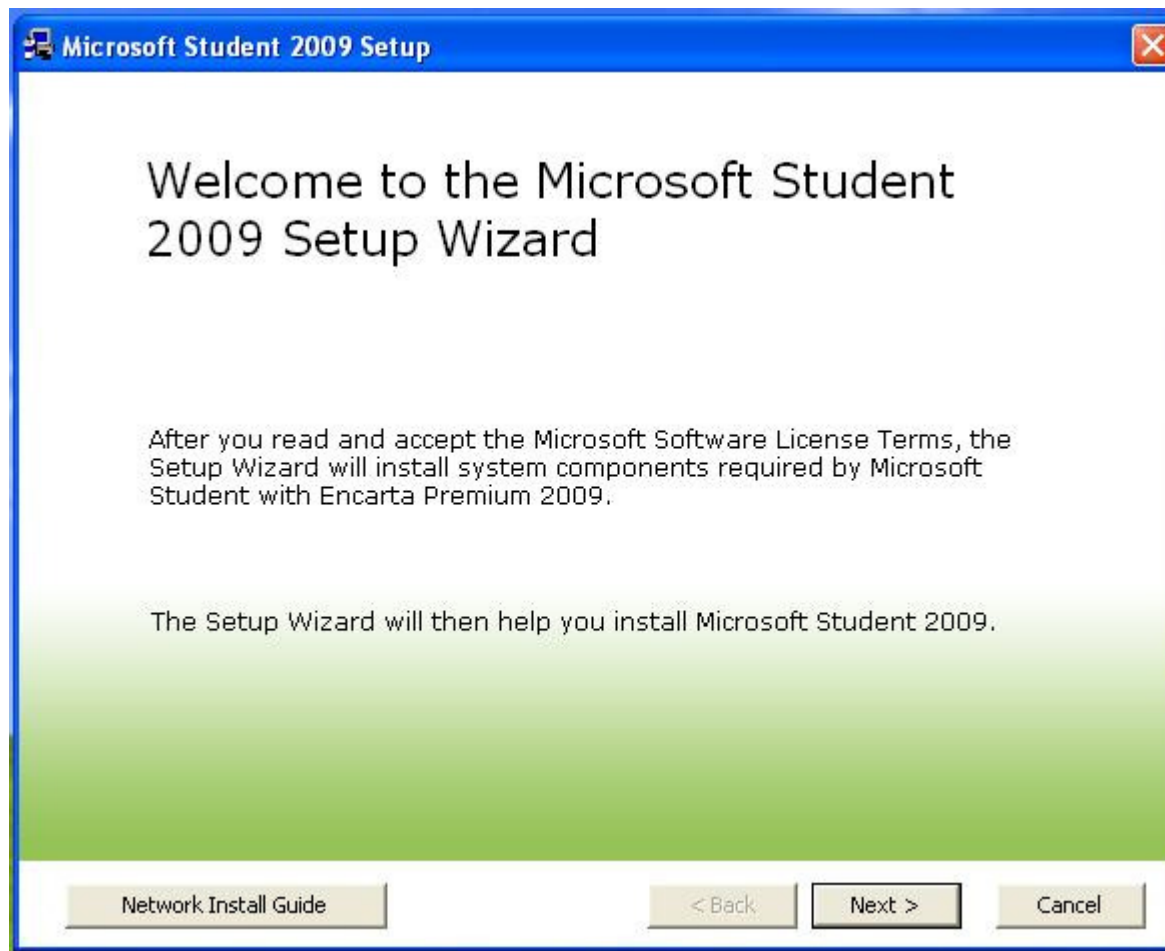 Microsoft Student 2009 Setup
Welcome to the Microsoft Student
2009 Setup Wizard
After you read and accept the Microsoft Software License Terms, the
Setup Wizard will install system components required by Microsoft
Student with Encarta Premium 2009.
The Setup Wizard will then help you install Microsoft Student 2009.
Network Install Guide
< Back
Next >
Cancel